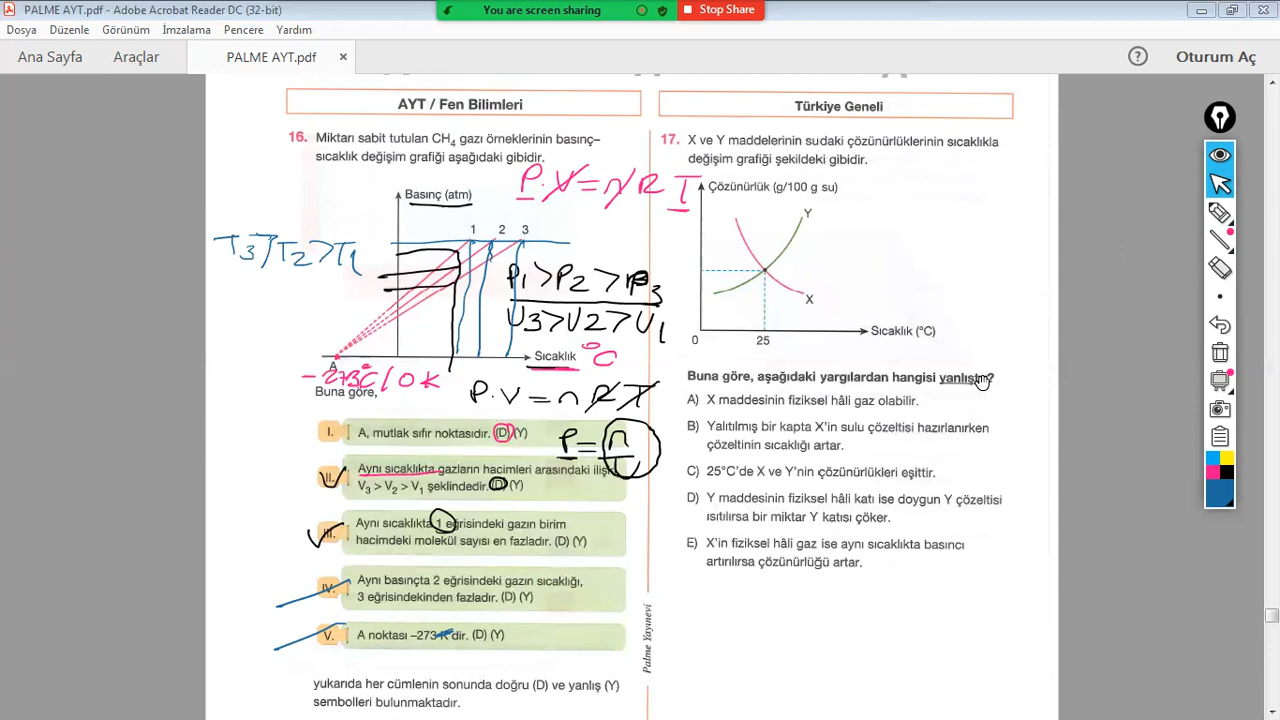 PALME AYT.pdf - Adobe Acrobat Reader DC (32-bit)
You are screen sharing
Stop Share
Dosya Düzenle Görünüm İmzalama Pencere Yardım
Ana Sayfa Araçlar PALME AYT.pdf × ? Oturum Aç
AYT / Fen Bilimleri
16. Miktarı sabit tutulan CH4 gazı örneklerinin basınç–
sıcaklık değişim grafiği aşağıdaki gibidir.
P.V=nRT
Basınç (atm)
1 2 3
T3>T2>T1
P1>P2>P3
V3>V2>V1
Sıcaklık °C
A
-273°C/0K
Buna göre,
P.V=nRT
I. A, mutlak sıfır noktasıdır. (D) (Y)
P=n
II. Aynı sıcaklıkta gazların hacimleri arasındaki
V3 > V2 > V1 şeklindedir. (D) (Y)
III. Aynı sıcaklıkta 1 eğrisindeki gazın birim
hacimdeki molekül sayısı en fazladır. (D) (Y)
IV. Aynı basınçta 2 eğrisindeki gazın sıcaklığı,
3 eğrisindekinden fazladır. (D) (Y)
V. A noktası –273 K dir. (D) (Y)
yukarıda her cümlenin sonunda doğru (D) ve yanlış (Y)
sembolleri bulunmaktadır.
Palme Yayınevi
Türkiye Geneli
17. X ve Y maddelerinin sudaki çözünürlüklerinin sıcaklıkla
değişim grafiği şekildeki gibidir.
Çözünürlük (g/100 g su)
Y
X
Sıcaklık (°C)
0 25
Buna göre, aşağıdaki yargılardan hangisi yanlıştır?
A) X maddesinin fiziksel hâli gaz olabilir.
B) Yalıtılmış bir kapta X'in sulu çözeltisi hazırlanırken
çözeltinin sıcaklığı artar.
C) 25°C'de X ve Y'nin çözünürlükleri eşittir.
D) Y maddesinin fiziksel hâli katı ise doygun Y çözeltisi
ısıtılırsa bir miktar Y katısı çöker.
E) X'in fiziksel hâli gaz ise aynı sıcaklıkta basıncı
artırılırsa çözünürlüğü artar.